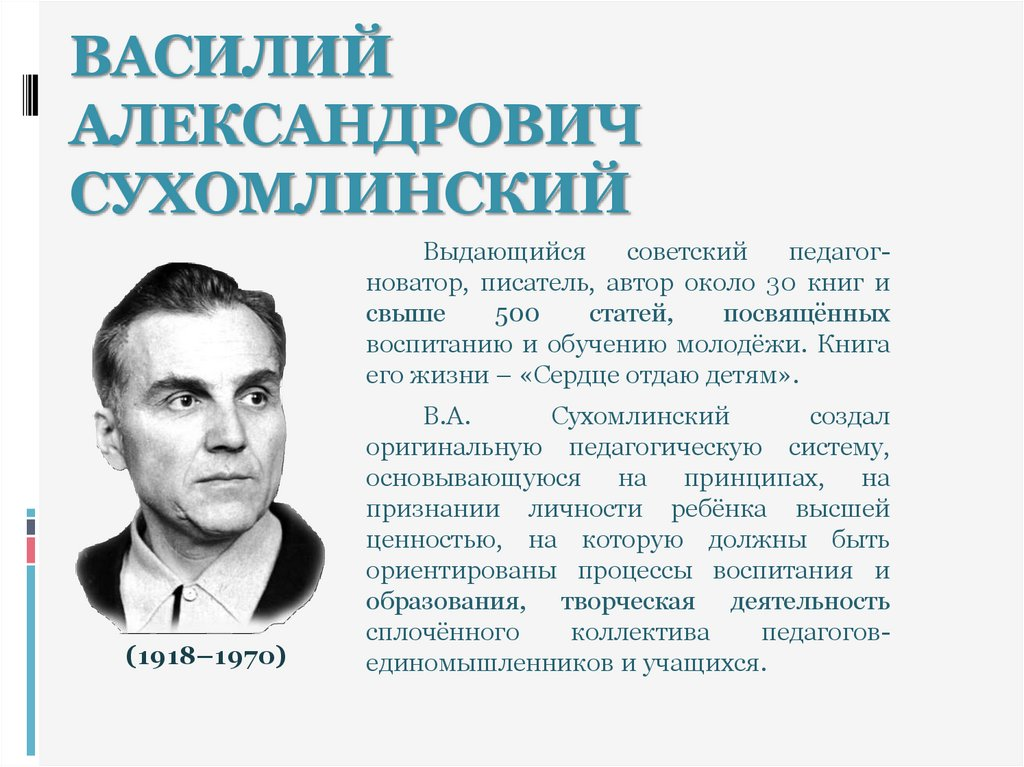 ВАСИЛИЙ
АЛЕКСАНДРОВИЧ
СУХОМЛИНСКИЙ
Выдающийся советский педагог-
новатор, писатель, автор около 30 книг и
свыше 500 статей, посвящённых
воспитанию и обучению молодёжи. Книга
его жизни – «Сердце отдаю детям».
В.А. Сухомлинский создал
оригинальную педагогическую систему,
основывающуюся на принципах, на
признании личности ребёнка высшей
ценностью, на которую должны быть
ориентированы процессы воспитания и
образования, творческая деятельность
сплочённого коллектива педагогов-
единомышленников и учащихся.
(1918–1970)